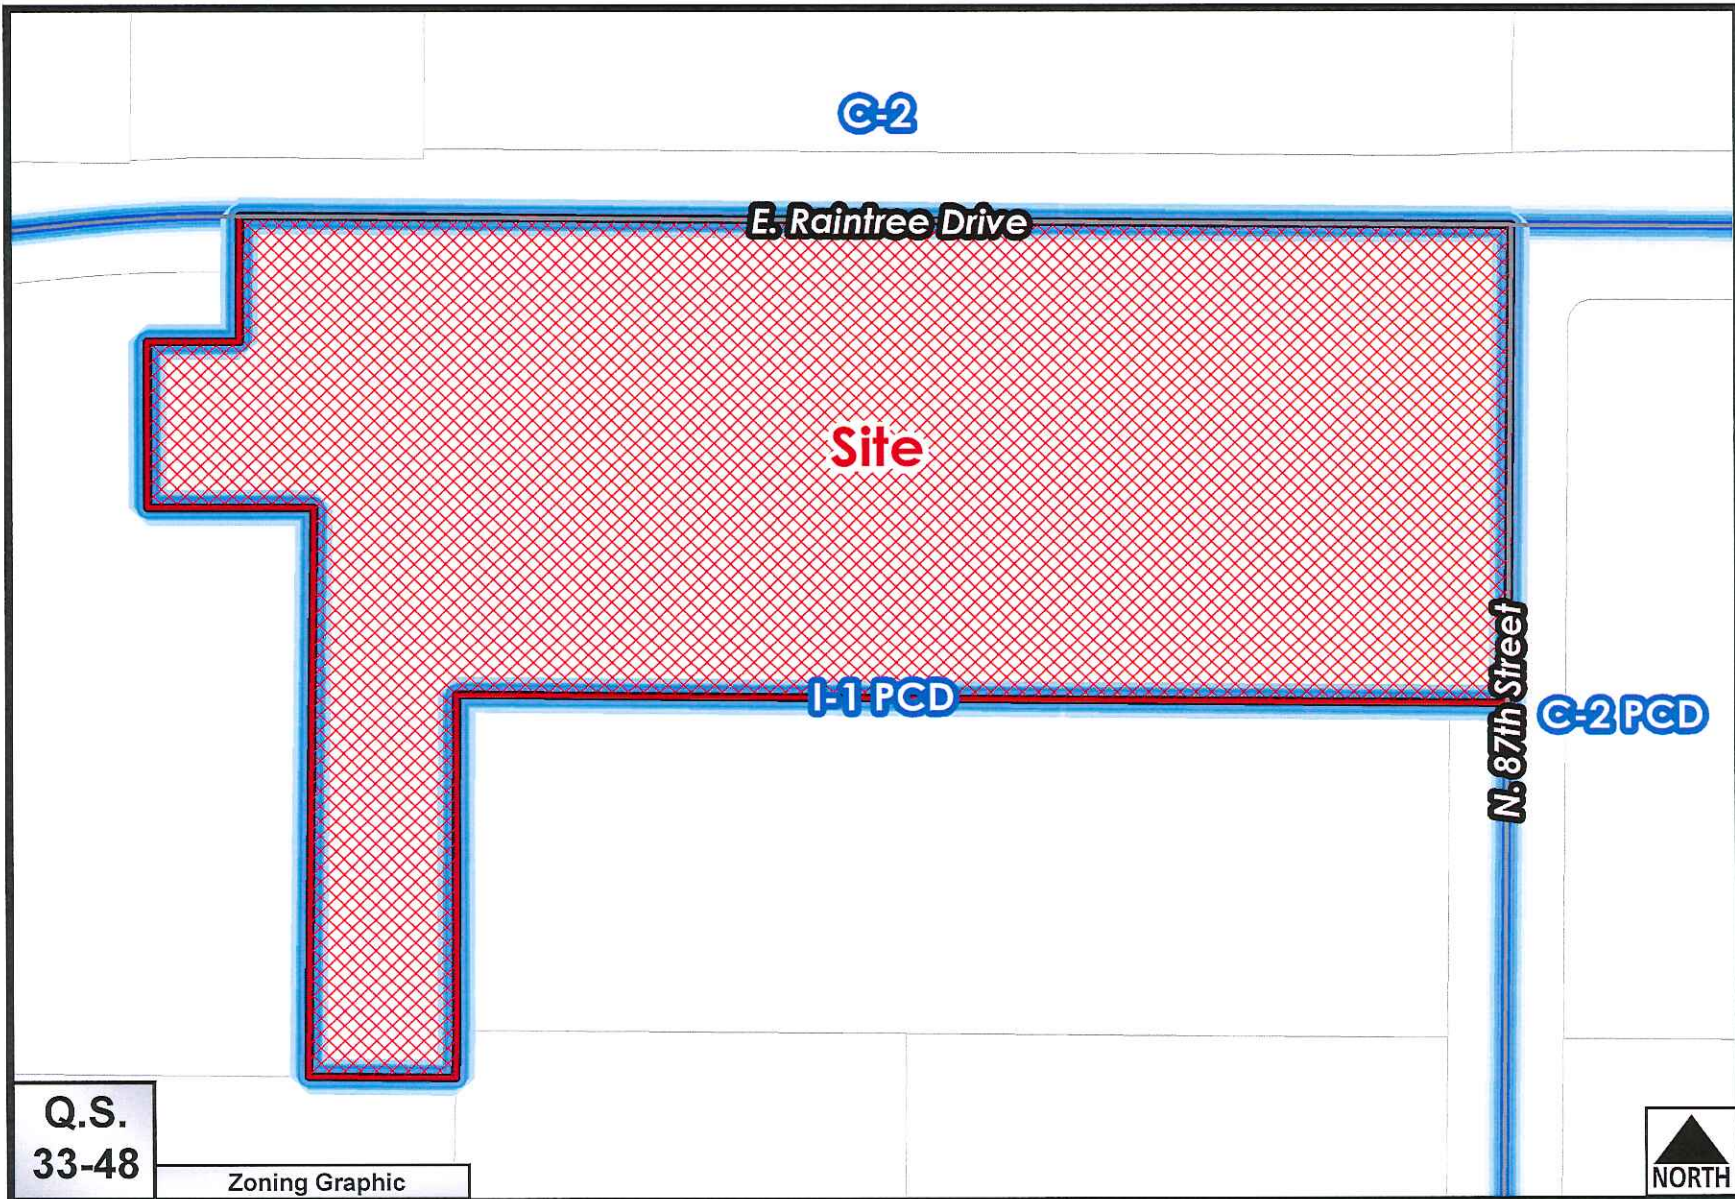 C-2
E. Raintree Drive
Site
I-1 PCD
N. 87th Street
C-2 PCD
Q.S.
33-48
Zoning Graphic
NORTH